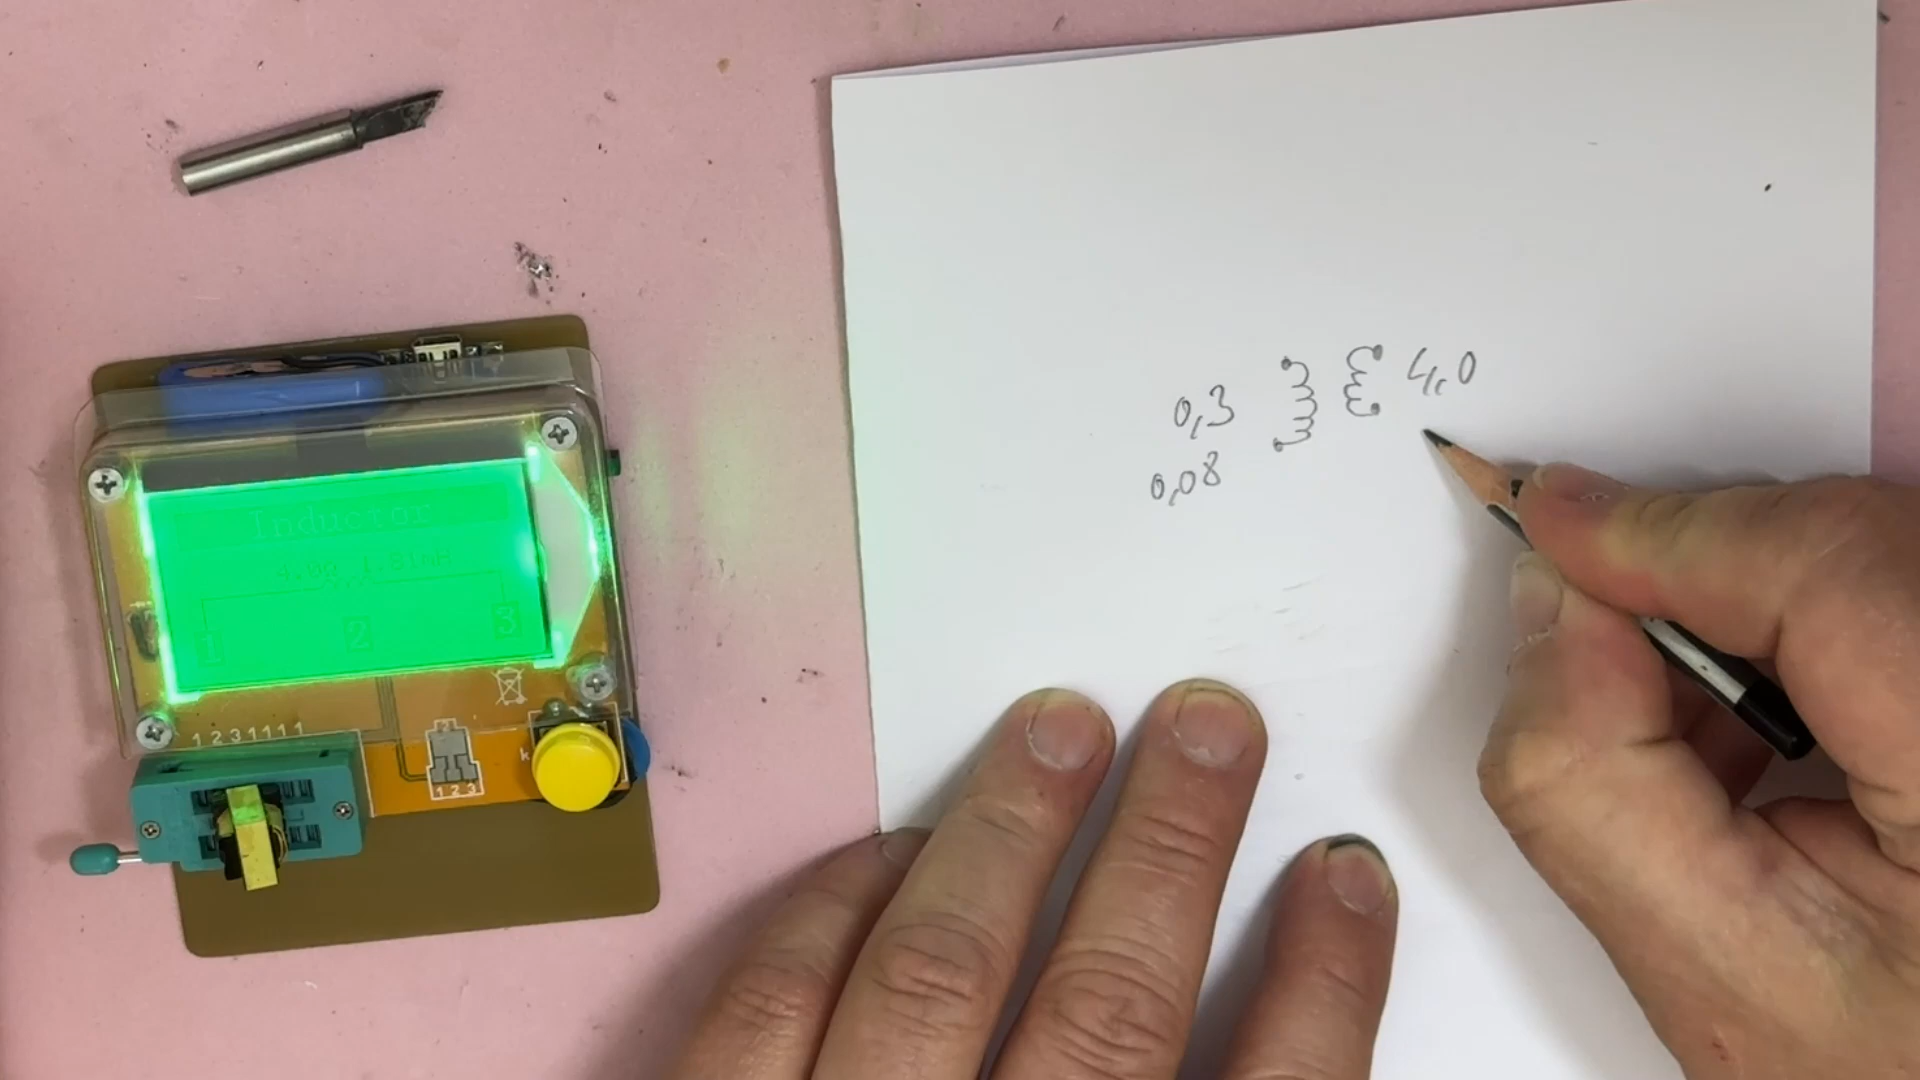 Inductor
4.0Ω 1.81mH
1 2 3
1 2 3 1 1 1 1
k
2
1 2 3
0,3
0,08
4,0